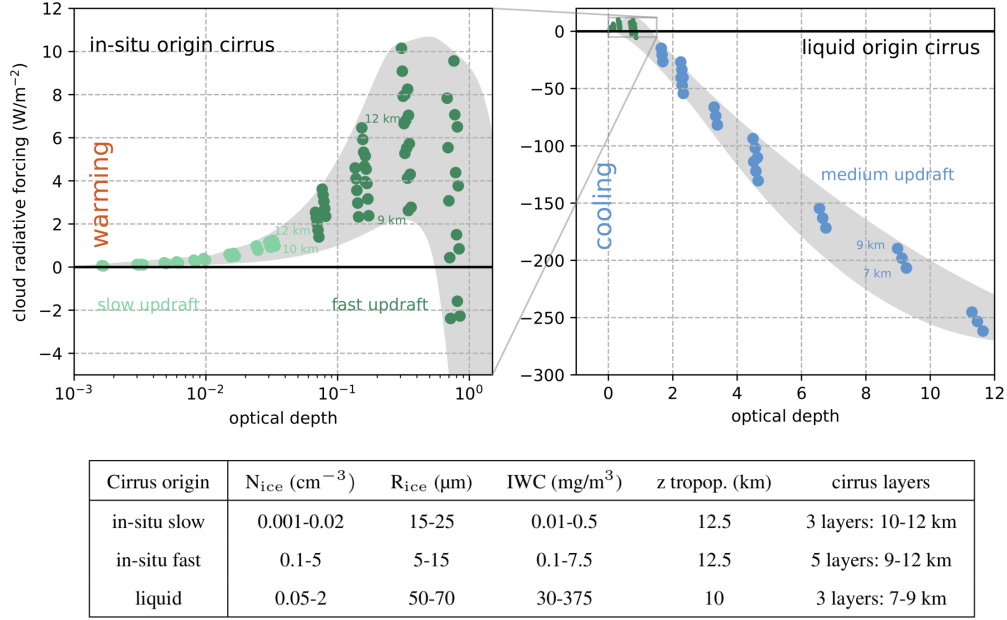 12
10
8
6
4
2
0
−2
−4
cloud radiative forcing (W/m⁻²)
in-situ origin cirrus
warming
12 km
9 km
12 km
10 km
slow updraft
fast updraft
10⁻³
10⁻²
10⁻¹
10⁰
optical depth
0
−50
−100
−150
−200
−250
−300
liquid origin cirrus
cooling
medium updraft
9 km
7 km
0 2 4 6 8 10 12
optical depth
Cirrus origin N_ice (cm⁻³) R_ice (µm) IWC (mg/m³) z tropop. (km) cirrus layers
in-situ slow 0.001-0.02 15-25 0.01-0.5 12.5 3 layers: 10-12 km
in-situ fast 0.1-5 5-15 0.1-7.5 12.5 5 layers: 9-12 km
liquid 0.05-2 50-70 30-375 10 3 layers: 7-9 km